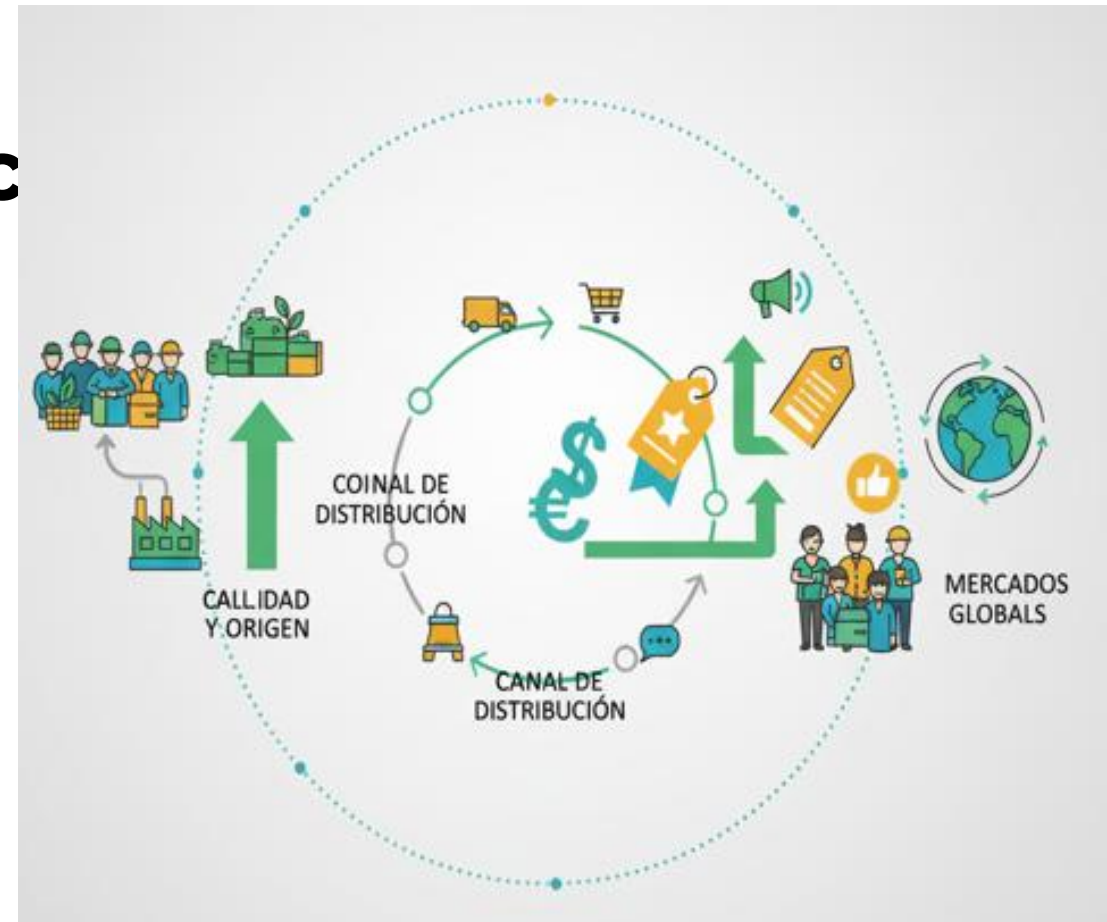 C
COINAL DE
DISTRIBUCIÓN
CALLIDAD
Y ORIGEN
MERCADOS
GLOBALS
CANAL DE
DISTRIBUCIÓN